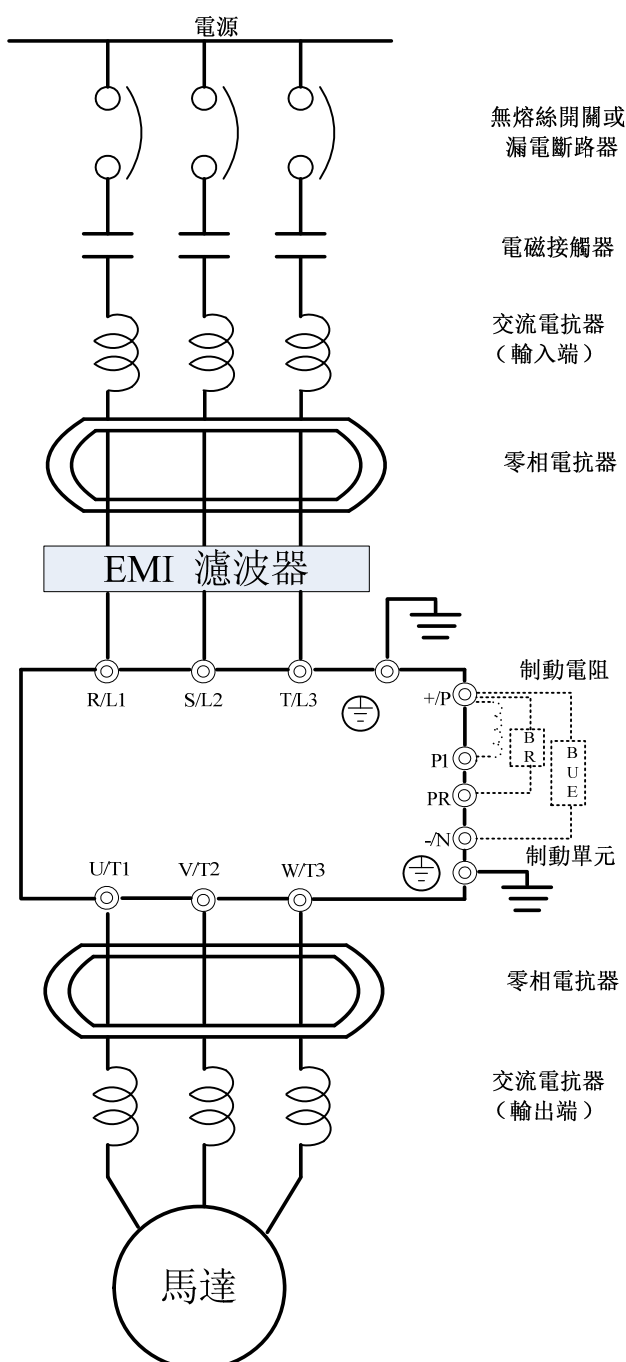 電源
無熔絲開關或
漏電斷路器
電磁接觸器
交流電抗器
（輸入端）
零相電抗器
EMI 濾波器
R/L1
S/L2
T/L3
制動電阻
+/P
B
R
P1
B
U
E
PR
-/N
制動單元
U/T1
V/T2
W/T3
零相電抗器
交流電抗器
（輸出端）
馬達